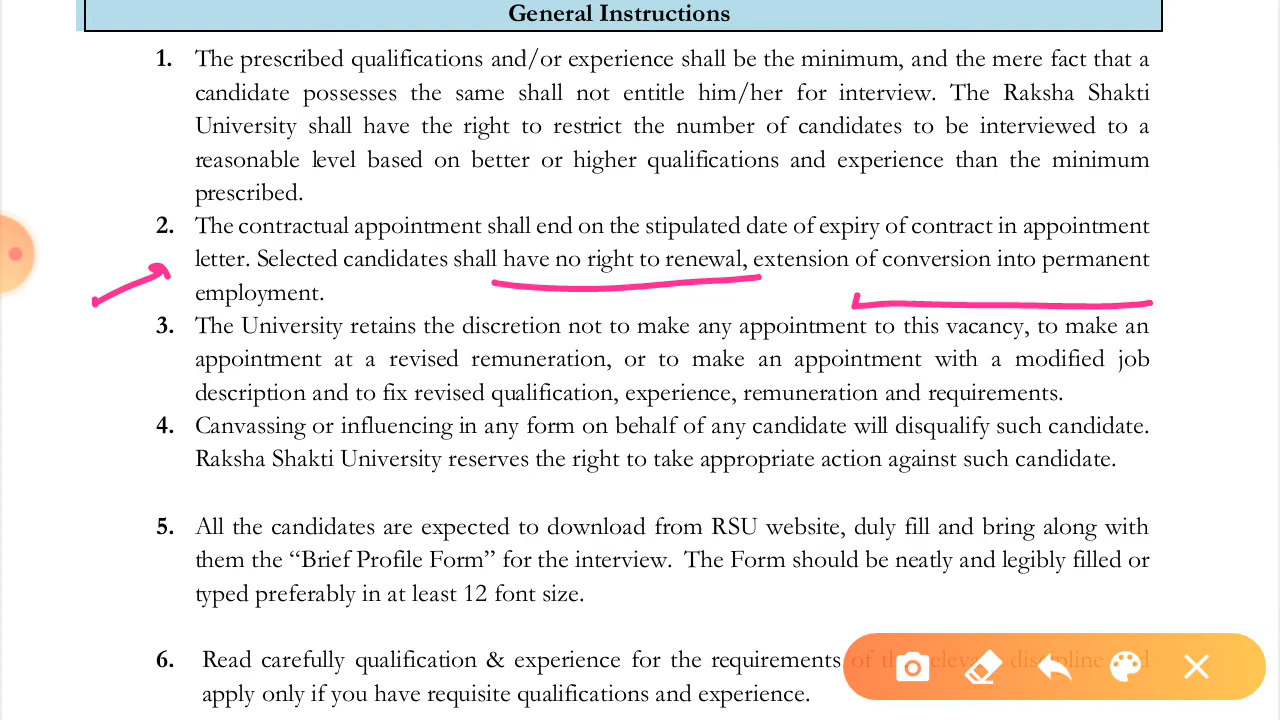 General Instructions
1. The prescribed qualifications and/or experience shall be the minimum, and the mere fact that a
candidate possesses the same shall not entitle him/her for interview. The Raksha Shakti
University shall have the right to restrict the number of candidates to be interviewed to a
reasonable level based on better or higher qualifications and experience than the minimum
prescribed.
2. The contractual appointment shall end on the stipulated date of expiry of contract in appointment
letter. Selected candidates shall have no right to renewal, extension of conversion into permanent
employment.
3. The University retains the discretion not to make any appointment to this vacancy, to make an
appointment at a revised remuneration, or to make an appointment with a modified job
description and to fix revised qualification, experience, remuneration and requirements.
4. Canvassing or influencing in any form on behalf of any candidate will disqualify such candidate.
Raksha Shakti University reserves the right to take appropriate action against such candidate.
5. All the candidates are expected to download from RSU website, duly fill and bring along with
them the “Brief Profile Form” for the interview. The Form should be neatly and legibly filled or
typed preferably in at least 12 font size.
6. Read carefully qualification & experience for the requirements of
apply only if you have requisite qualifications and experience.